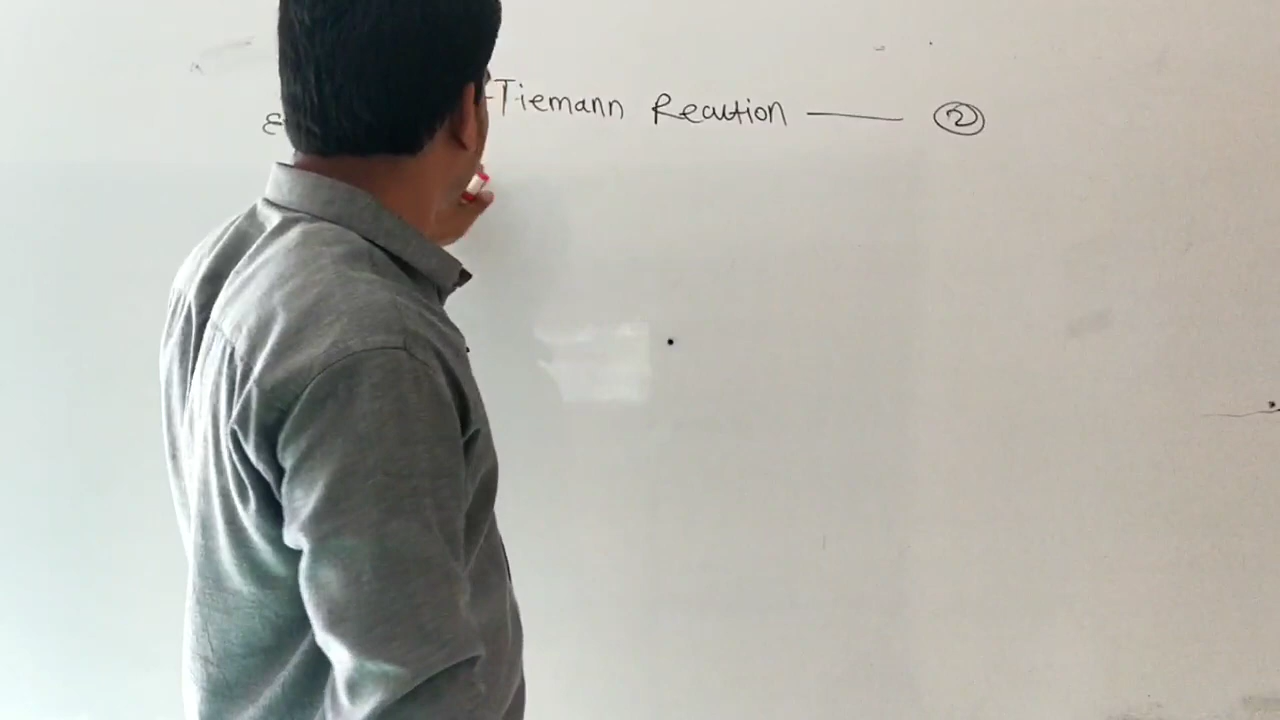 -Tiemann Reaction — ②